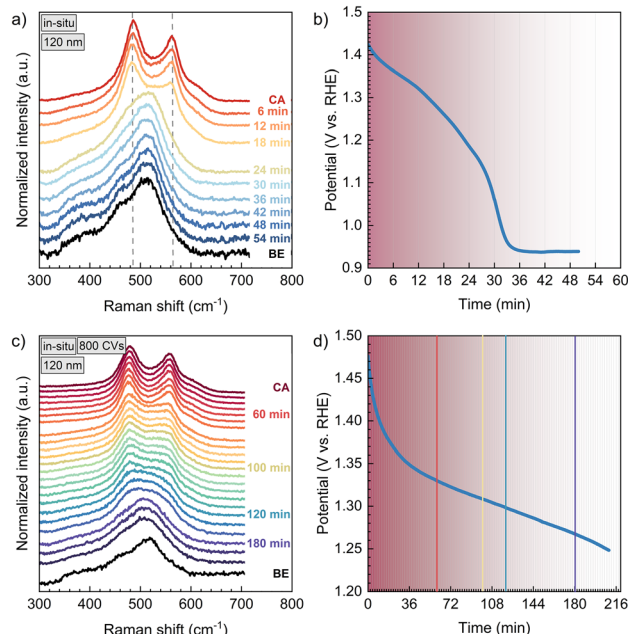 a)
in-situ
120 nm
CA
6 min
12 min
18 min
24 min
30 min
36 min
42 min
48 min
54 min
BE
Normalized intensity (a.u.)
300 400 500 600 700 800
Raman shift (cm⁻¹)
b)
1.5
1.4
1.3
1.2
1.1
1.0
0.9
Potential (V vs. RHE)
0 6 12 18 24 30 36 42 48 54 60
Time (min)
c)
in-situ 800 CVs
120 nm
CA
60 min
100 min
120 min
180 min
BE
Normalized intensity (a.u.)
300 400 500 600 700 800
Raman shift (cm⁻¹)
d)
1.50
1.45
1.40
1.35
1.30
1.25
1.20
Potential (V vs. RHE)
0 36 72 108 144 180 216
Time (min)